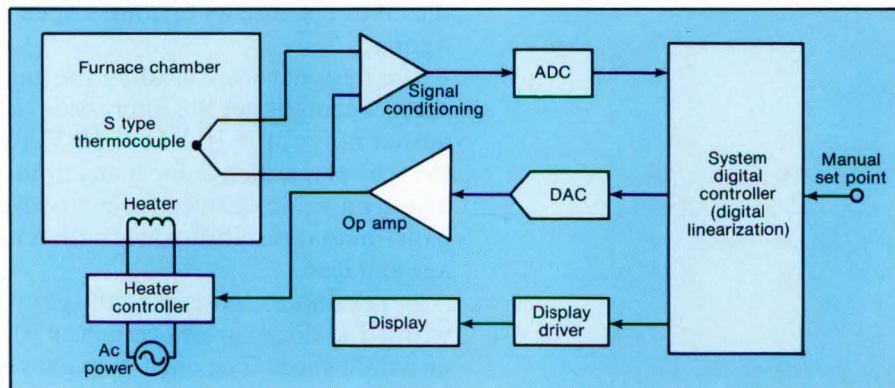 Furnace chamber
S type
thermocouple
Heater
Heater
controller
Ac
power
Signal
conditioning
ADC
Op amp
DAC
Display
Display
driver
System
digital
controller
(digital
linearization)
Manual
set point